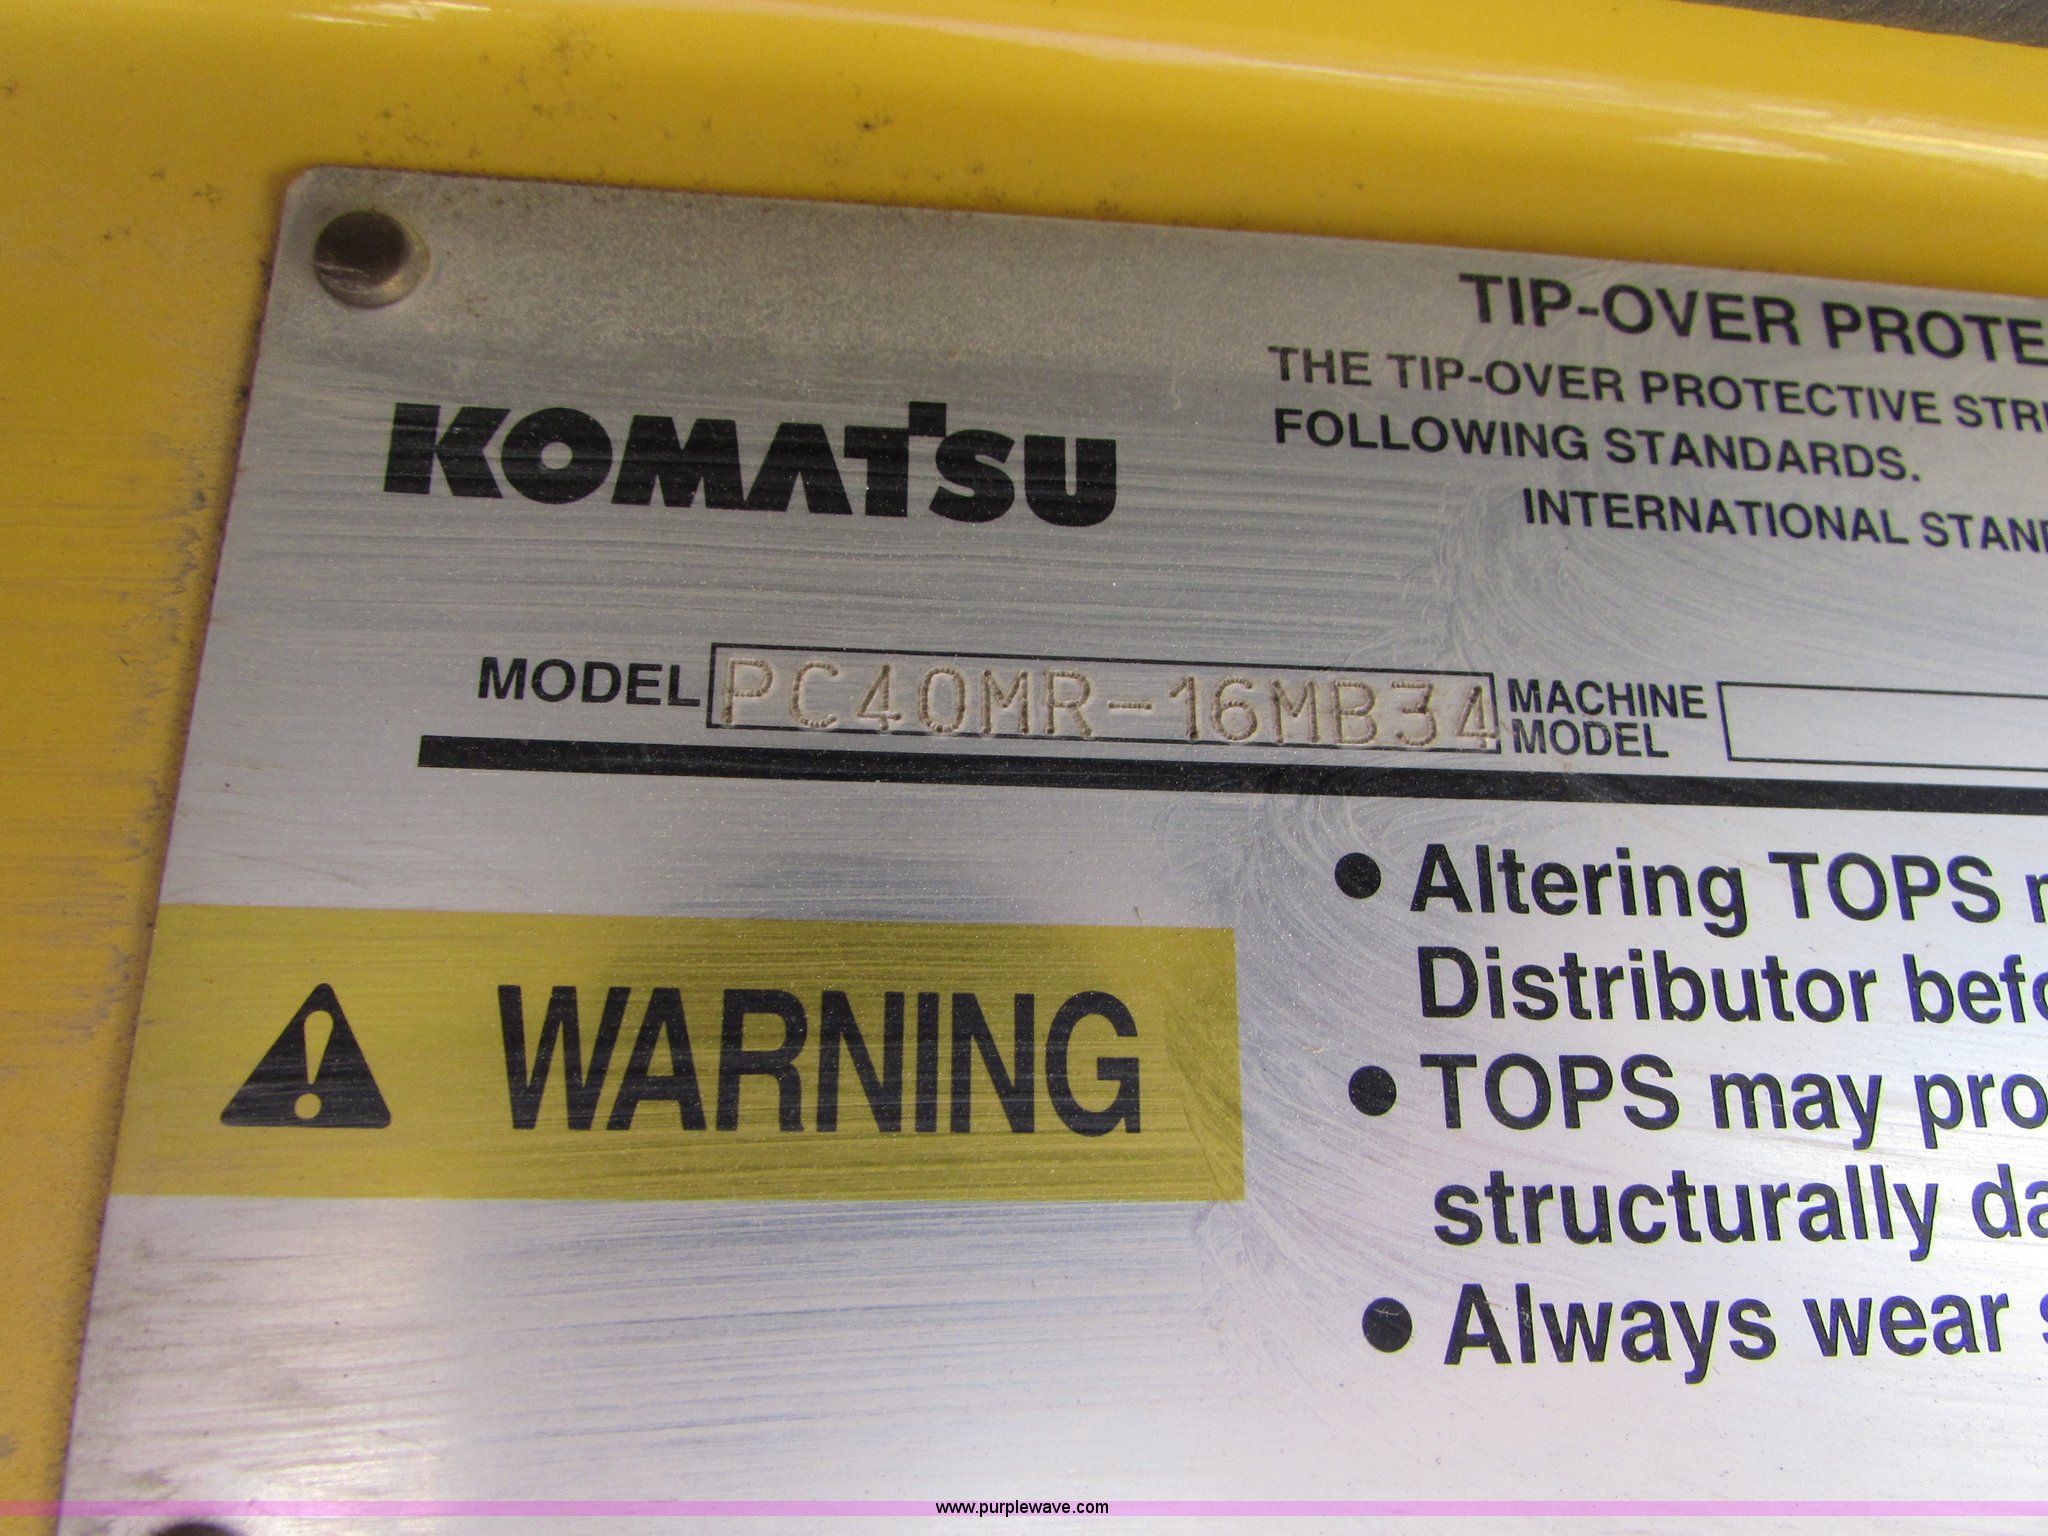 KOMATSU
TIP-OVER PROTE
THE TIP-OVER PROTECTIVE STR
FOLLOWING STANDARDS.
INTERNATIONAL STAN
MODEL PC40MR-16MB34 MACHINE
MODEL
WARNING
• Altering TOPS
Distributor bef
• TOPS may pro
structurally da
• Always wear
www.purplewave.com